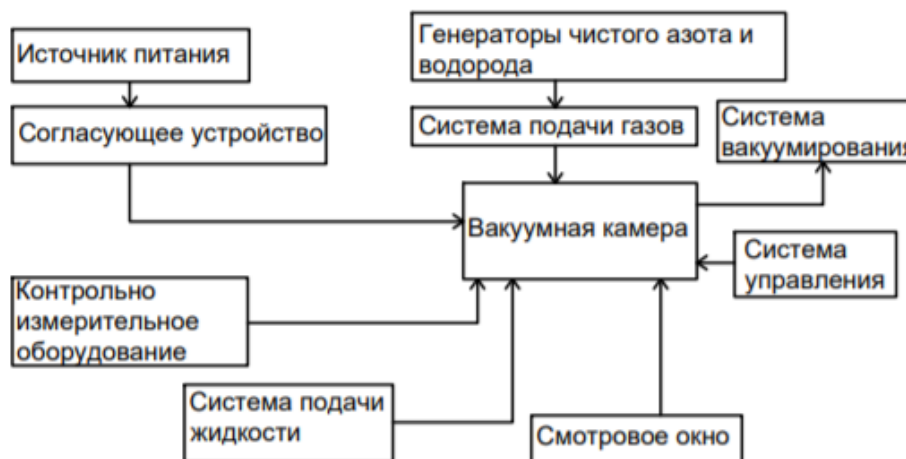 Источник питания
Генераторы чистого азота и
водорода
Согласующее устройство
Система подачи газов
Система
вакуумирования
Вакуумная камера
Система
управления
Контрольно
измерительное
оборудование
Система подачи
жидкости
Смотровое окно